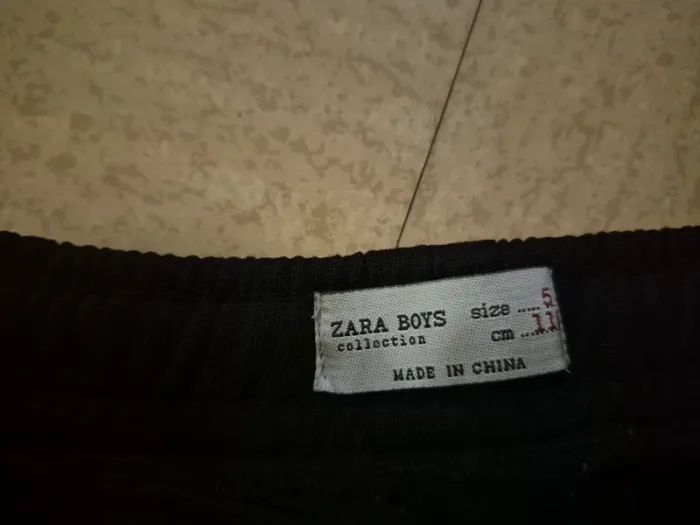 ZARA BOYS
collection
size ..... 5
cm ..... 11
MADE IN CHINA